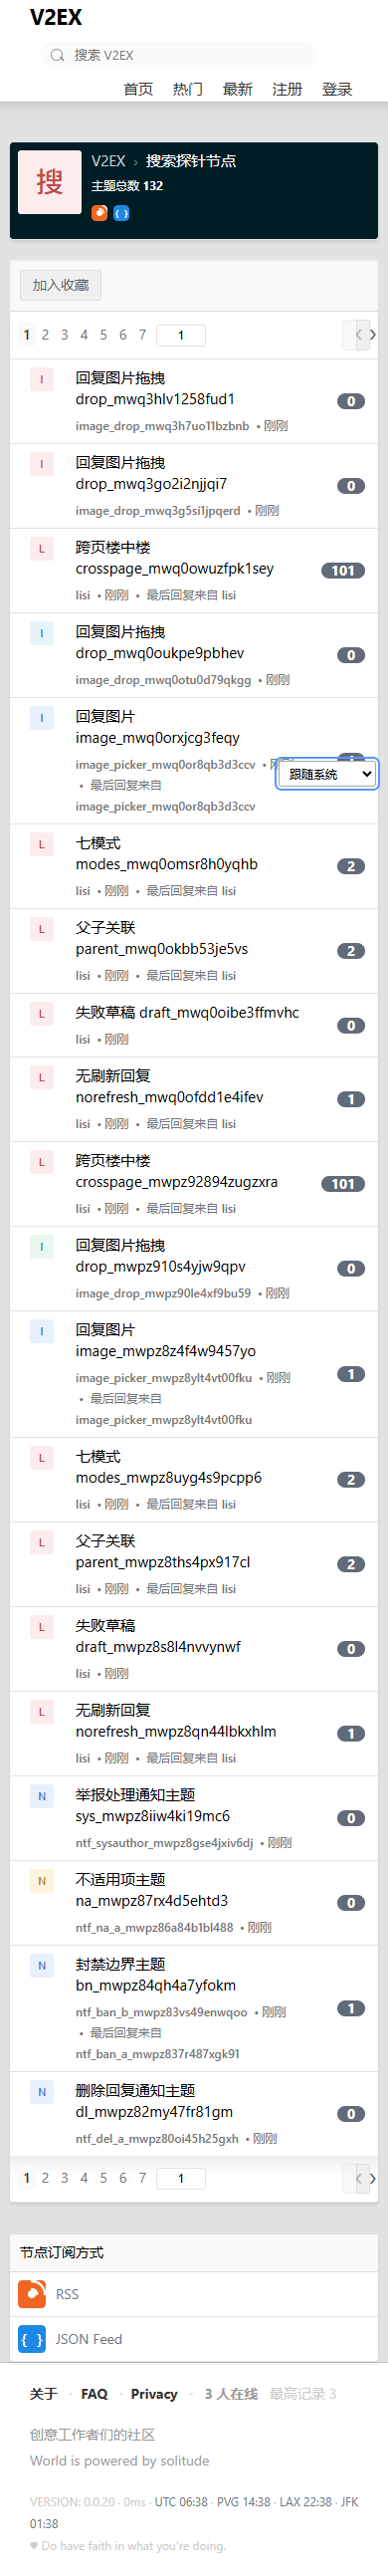 V2EX
搜索 V2EX
首页 热门 最新 注册 登录
搜
V2EX › 搜索探针节点
主题总数 132
加入收藏
1 2 3 4 5 6 7 1
I 回复图片拖拽
drop_mwq3hlv1258fud1
0
image_drop_mwq3h7uo11bzbnb • 刚刚
I 回复图片拖拽
drop_mwq3go2i2njjqi7
0
image_drop_mwq3g5si1jpqerd • 刚刚
L 跨页楼中楼
crosspage_mwq0owuzfpk1sey
101
lisi • 刚刚 • 最后回复来自 lisi
I 回复图片拖拽
drop_mwq0oukpe9pbhev
0
image_drop_mwq0otu0d79qkgg • 刚刚
I 回复图片
image_mwq0orxjcg3feqy
image_picker_mwq0or8qb3d3ccv •
跟随系统
• 最后回复来自
image_picker_mwq0or8qb3d3ccv
L 七模式
modes_mwq0omsr8h0yqhb
2
lisi • 刚刚 • 最后回复来自 lisi
L 父子关联
parent_mwq0okbb53je5vs
2
lisi • 刚刚 • 最后回复来自 lisi
L 失败草稿 draft_mwq0oibe3ffmvhc
0
lisi • 刚刚
L 无刷新回复
norefresh_mwq0ofdd1e4ifev
1
lisi • 刚刚 • 最后回复来自 lisi
L 跨页楼中楼
crosspage_mwpz92894zugzxra
101
lisi • 刚刚 • 最后回复来自 lisi
I 回复图片拖拽
drop_mwpz910s4yjw9qpv
0
image_drop_mwpz90le4xf9bu59 • 刚刚
I 回复图片
image_mwpz8z4f4w9457yo
1
image_picker_mwpz8ylt4vt00fku • 刚刚
• 最后回复来自
image_picker_mwpz8ylt4vt00fku
L 七模式
modes_mwpz8uyg4s9pcpp6
2
lisi • 刚刚 • 最后回复来自 lisi
L 父子关联
parent_mwpz8ths4px917cl
2
lisi • 刚刚 • 最后回复来自 lisi
L 失败草稿
draft_mwpz8s8l4nvvynwf
0
lisi • 刚刚
L 无刷新回复
norefresh_mwpz8qn44lbkxhlm
1
lisi • 刚刚 • 最后回复来自 lisi
N 举报处理通知主题
sys_mwpz8iiw4ki19mc6
0
ntf_sysauthor_mwpz8gse4jxiv6dj • 刚刚
N 不适用项主题
na_mwpz87rx4d5ehtd3
0
ntf_na_a_mwpz86a84b1bl488 • 刚刚
N 封禁边界主题
bn_mwpz84qh4a7yfokm
1
ntf_ban_b_mwpz83vs49enwqoo • 刚刚
• 最后回复来自
ntf_ban_a_mwpz837r487xgk91
N 删除回复通知主题
dl_mwpz82my47fr81gm
0
ntf_del_a_mwpz80oi45h25gxh • 刚刚
1 2 3 4 5 6 7 1
节点订阅方式
RSS
{ } JSON Feed
关于 · FAQ · Privacy · 3 人在线 最高记录 3
创意工作者们的社区
World is powered by solitude
VERSION: 0.0.20 · 0ms · UTC 06:38 · PVG 14:38 · LAX 22:38 · JFK
01:38
♥ Do have faith in what you're doing.